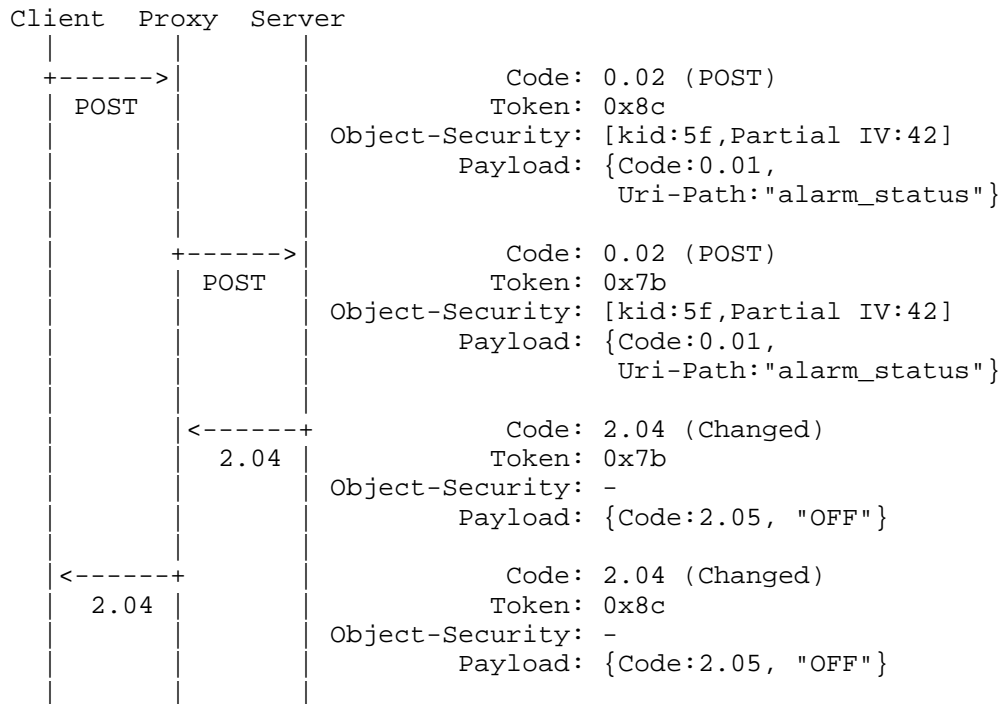 Client Proxy Server
Code: 0.02 (POST)
POST Token: 0x8c
Object-Security: [kid:5f,Partial IV:42]
Payload: {Code:0.01,
Uri-Path:"alarm_status"}
Code: 0.02 (POST)
POST Token: 0x7b
Object-Security: [kid:5f,Partial IV:42]
Payload: {Code:0.01,
Uri-Path:"alarm_status"}
Code: 2.04 (Changed)
2.04 Token: 0x7b
Object-Security: -
Payload: {Code:2.05, "OFF"}
Code: 2.04 (Changed)
2.04 Token: 0x8c
Object-Security: -
Payload: {Code:2.05, "OFF"}